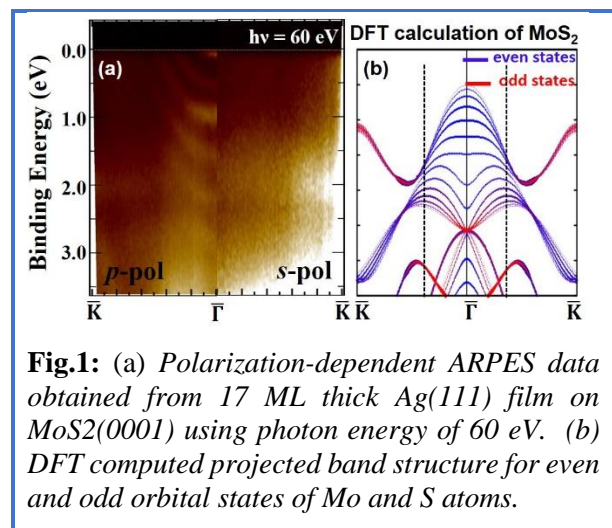 hν = 60 eV
DFT calculation of MoS2
(a)
(b)
even states
odd states
Binding Energy (eV)
0.0
1.0
2.0
3.0
p-pol
s-pol
K̅
Γ̅
K̅
K̅
Γ̅
K̅
Fig.1: (a) Polarization-dependent ARPES data
obtained from 17 ML thick Ag(111) film on
MoS2(0001) using photon energy of 60 eV. (b)
DFT computed projected band structure for even
and odd orbital states of Mo and S atoms.